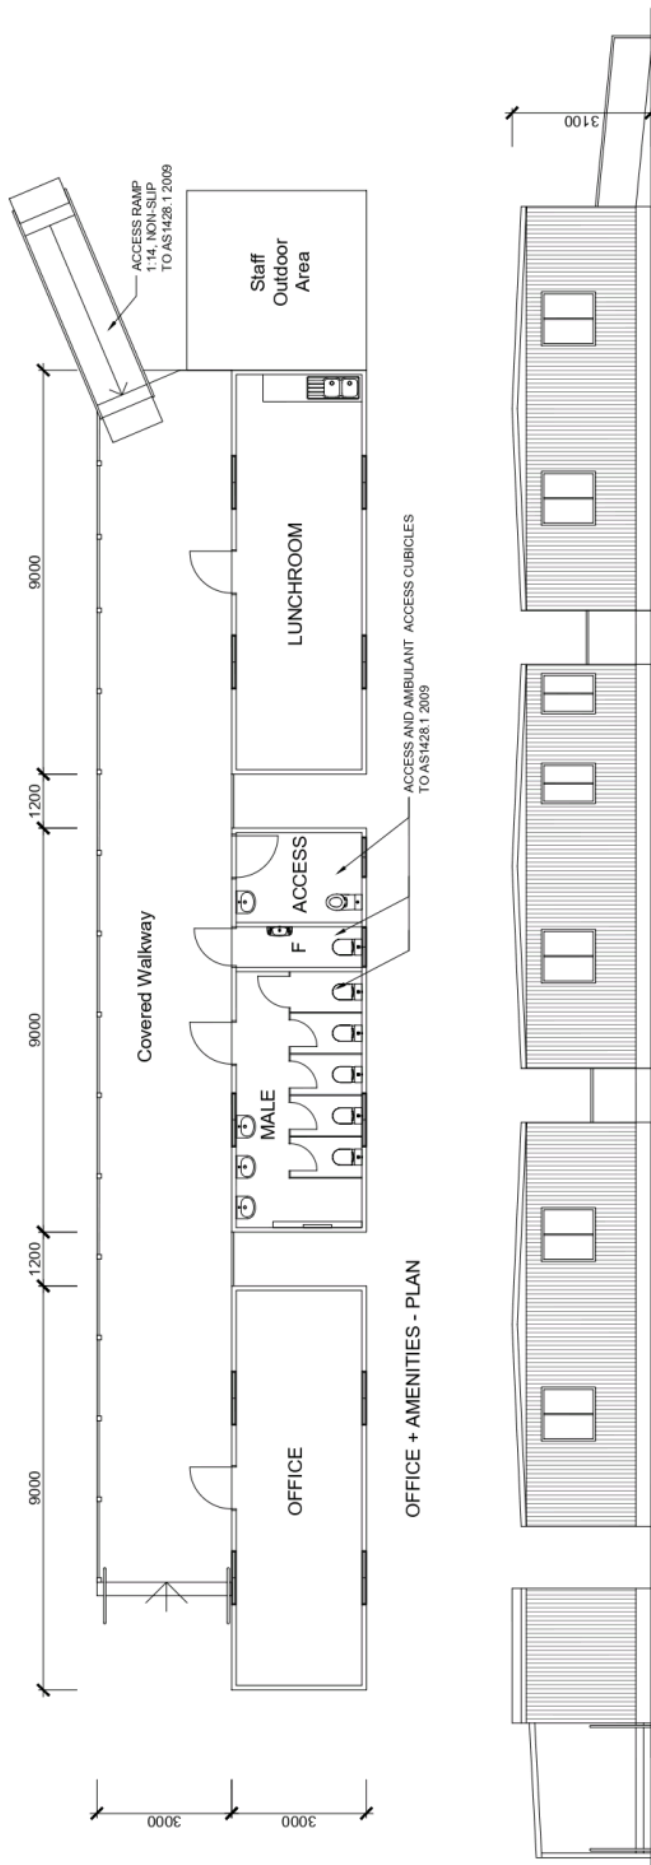 9000
1200
9000
1200
9000
3000
3000
ACCESS RAMP
1:14, NON-SLIP
TO AS1428.1 2009
Covered Walkway
Staff
Outdoor
Area
OFFICE
MALE
F
ACCESS
LUNCHROOM
ACCESS AND AMBULANT ACCESS CUBICLES
TO AS1428.1 2009
OFFICE + AMENITIES - PLAN
3100